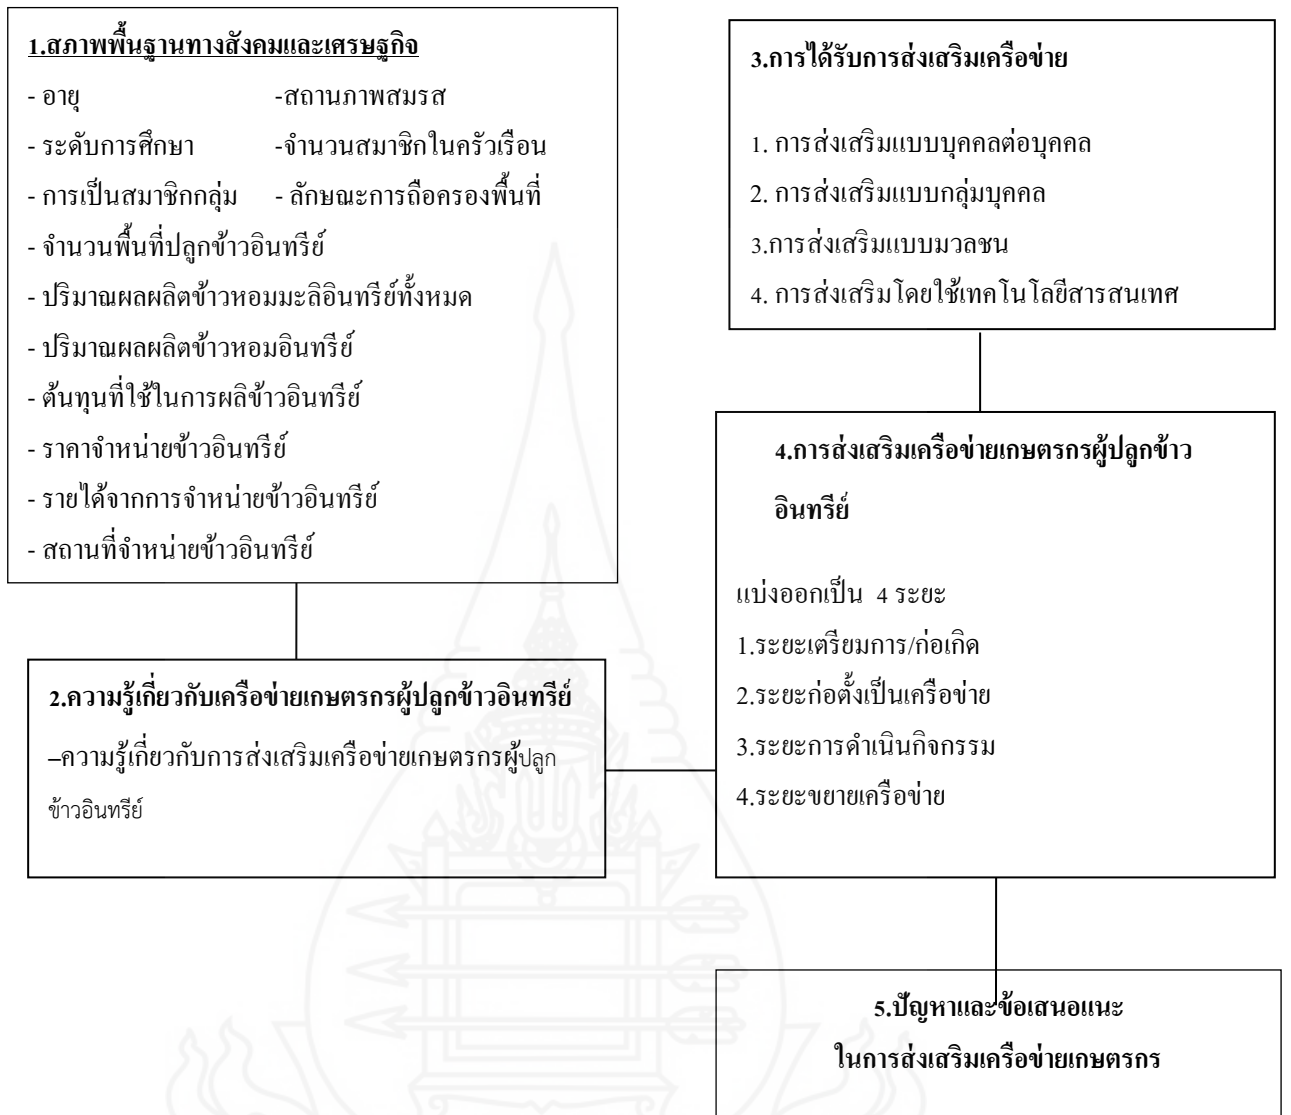 1.สภาพพื้นฐานทางสังคมและเศรษฐกิจ
- อายุ -สถานภาพสมรส
- ระดับการศึกษา -จำนวนสมาชิกในครัวเรือน
- การเป็นสมาชิกกลุ่ม - ลักษณะการถือครองพื้นที่
- จำนวนพื้นที่ปลูกข้าวอินทรีย์
- ปริมาณผลผลิตข้าวหอมมะลิอินทรีย์ทั้งหมด
- ปริมาณผลผลิตข้าวหอมอินทรีย์
- ต้นทุนที่ใช้ในการผลิข้าวอินทรีย์
- ราคาจำหน่ายข้าวอินทรีย์
- รายได้จากการจำหน่ายข้าวอินทรีย์
- สถานที่จำหน่ายข้าวอินทรีย์
2.ความรู้เกี่ยวกับเครือข่ายเกษตรกรผู้ปลูกข้าวอินทรีย์
–ความรู้เกี่ยวกับการส่งเสริมเครือข่ายเกษตรกรผู้ปลูก
ข้าวอินทรีย์
3.การได้รับการส่งเสริมเครือข่าย
1. การส่งเสริมแบบบุคคลต่อบุคคล
2. การส่งเสริมแบบกลุ่มบุคคล
3.การส่งเสริมแบบมวลชน
4. การส่งเสริมโดยใช้เทคโนโลยีสารสนเทศ
4.การส่งเสริมเครือข่ายเกษตรกรผู้ปลูกข้าว
อินทรีย์
แบ่งออกเป็น 4 ระยะ
1.ระยะเตรียมการ/ก่อเกิด
2.ระยะก่อตั้งเป็นเครือข่าย
3.ระยะการดำเนินกิจกรรม
4.ระยะขยายเครือข่าย
5.ปัญหาและข้อเสนอแนะ
ในการส่งเสริมเครือข่ายเกษตรกร